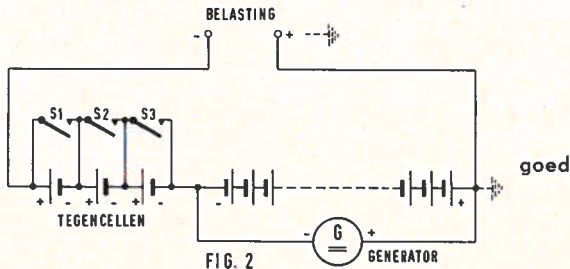 BELASTING
- +
S1 S2 S3
goed
+ - + - + - - +
TEGENCELLEN
- G +
GENERATOR
FIG. 2